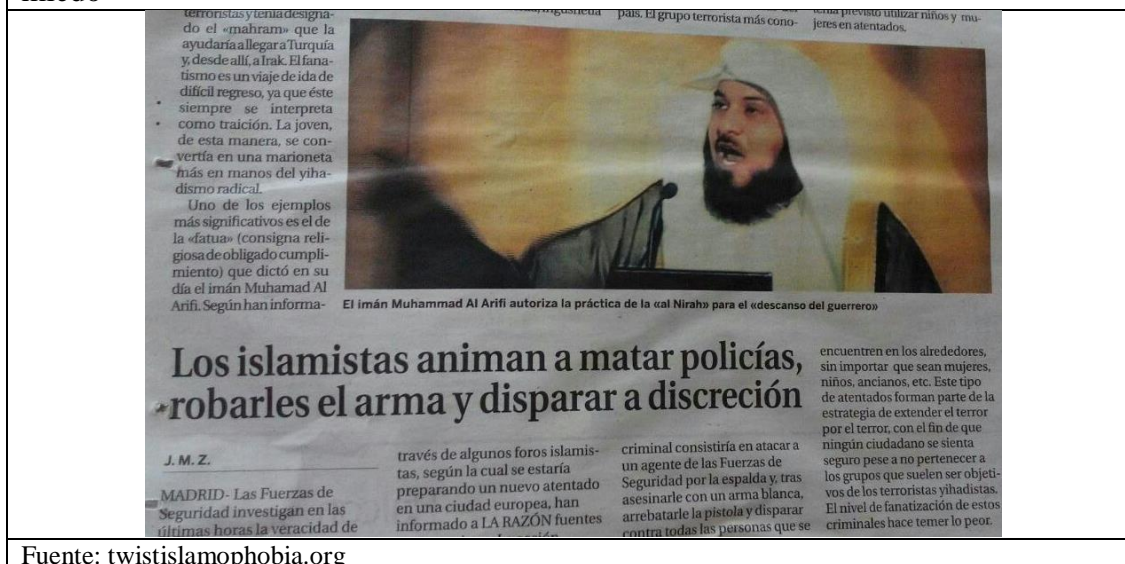 miedo
terroristas y tenía designa-
do el «mahram» que la
ayudaría a llegar a Turquía
y, desde allí, a Irak. El fana-
tismo es un viaje de ida de
difícil regreso, ya que éste
siempre se interpreta
como traición. La joven,
de esta manera, se con-
vertía en una marioneta
más en manos del yiha-
dismo radical.
Uno de los ejemplos
más significativos es el de
la «fatua» (consigna reli-
giosa de obligado cumpli-
miento) que dictó en su
día el imán Muhamad Al
Arifi. Según han informa-
país. El grupo terrorista más cono-
tenía previsto utilizar niños y mu-
jeres en atentados.
El imán Muhammad Al Arifi autoriza la práctica de la «al Nirah» para el «descanso del guerrero»
Los islamistas animan a matar policías,
robarles el arma y disparar a discreción
J. M. Z.
MADRID- Las Fuerzas de
Seguridad investigan en las
últimas horas la veracidad de
través de algunos foros islamis-
tas, según la cual se estaría
preparando un nuevo atentado
en una ciudad europea, han
informado a LA RAZÓN fuentes
criminal consistiría en atacar a
un agente de las Fuerzas de
Seguridad por la espalda y, tras
asesinarle con un arma blanca,
arrebatarle la pistola y disparar
contra todas las personas que se
encuentren en los alrededores,
sin importar que sean mujeres,
niños, ancianos, etc. Este tipo
de atentados forman parte de la
estrategia de extender el terror
por el terror, con el fin de que
ningún ciudadano se sienta
seguro pese a no pertenecer a
los grupos que suelen ser objeti-
vos de los terroristas yihadistas.
El nivel de fanatización de estos
criminales hace temer lo peor.
Fuente: twistislamophobia.org